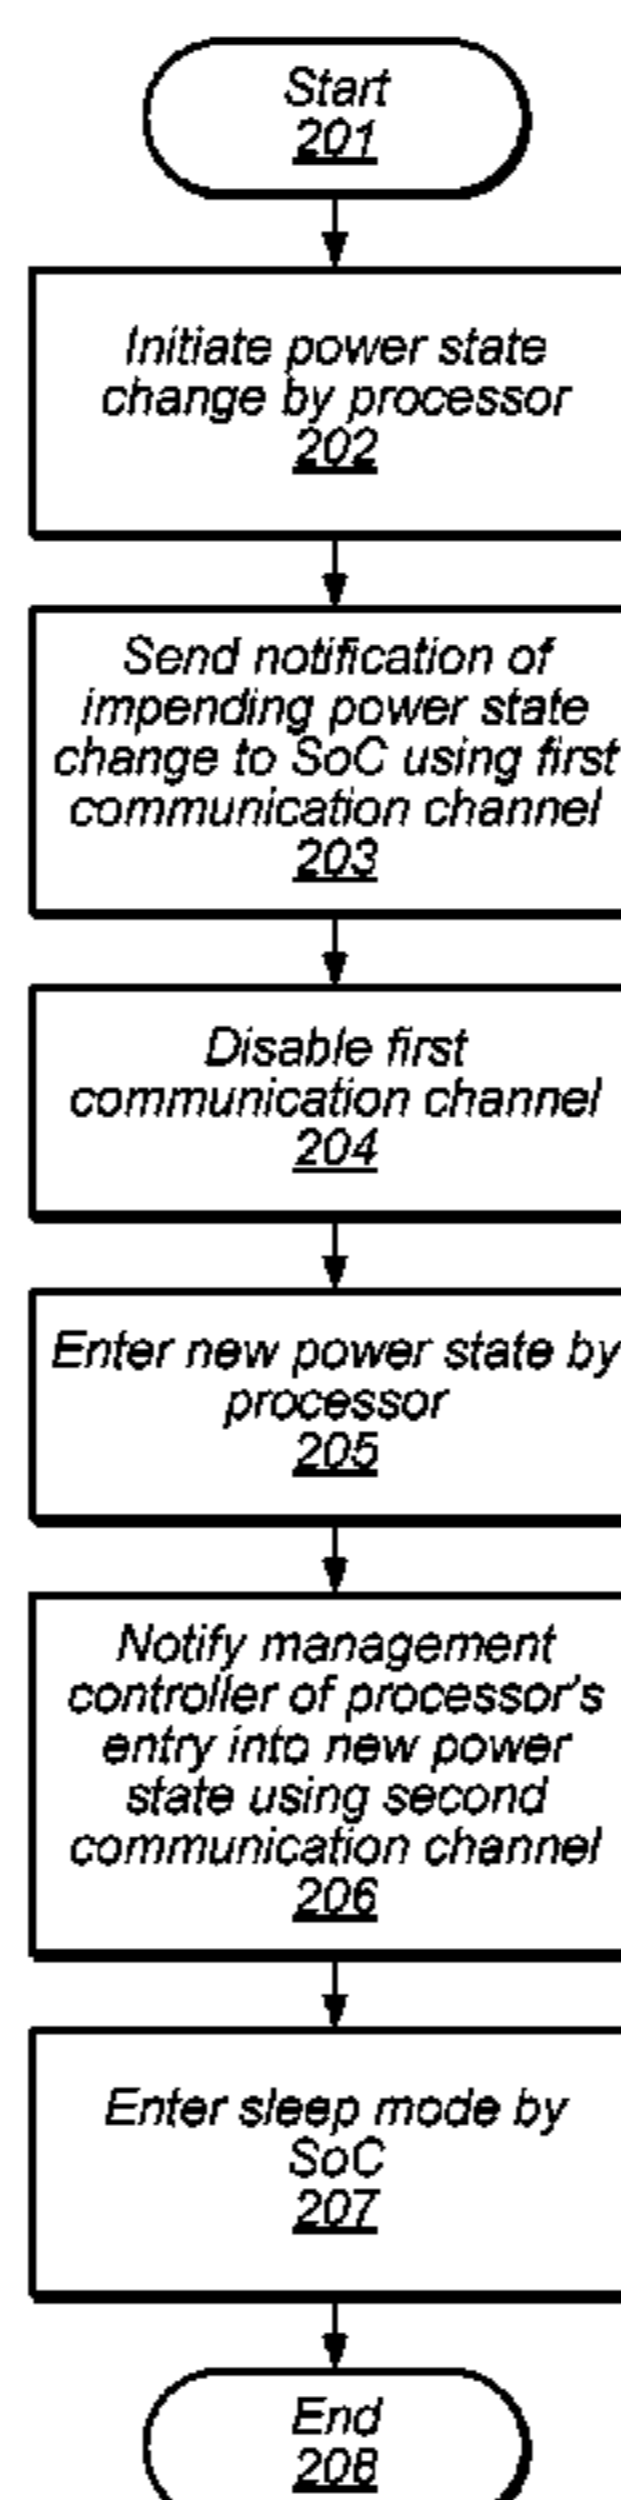 Start
201
Initiate power state
change by processor
202
Send notification of
impending power state
change to SoC using first
communication channel
203
Disable first
communication channel
204
Enter new power state by
processor
205
Notify management
controller of processor's
entry into new power
state using second
communication channel
206
Enter sleep mode by
SoC
207
End
208